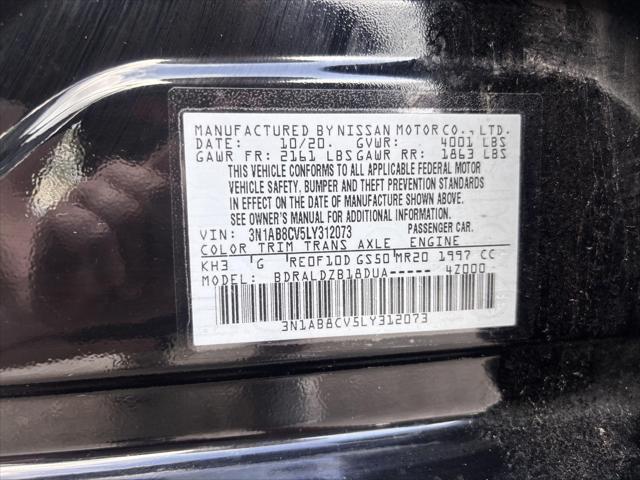 MANUFACTURED BY NISSAN MOTOR CO., LTD.
DATE: 10/20. GVWR: 4001 LBS
GAWR FR: 2161 LBS GAWR RR: 1863 LBS
THIS VEHICLE CONFORMS TO ALL APPLICABLE FEDERAL MOTOR
VEHICLE SAFETY, BUMPER AND THEFT PREVENTION STANDARDS
IN EFFECT ON THE DATE OF MANUFACTURE SHOWN ABOVE.
SEE OWNER'S MANUAL FOR ADDITIONAL INFORMATION.
VIN: 3N1AB8CV5LY312073 PASSENGER CAR.
COLOR TRIM TRANS AXLE, ENGINE
KH3 G RE0F10D GS50 MR20 1997 CC
MODEL: BDRALDZB18DUA----- 4Z000
3N1AB8CV5LY312073